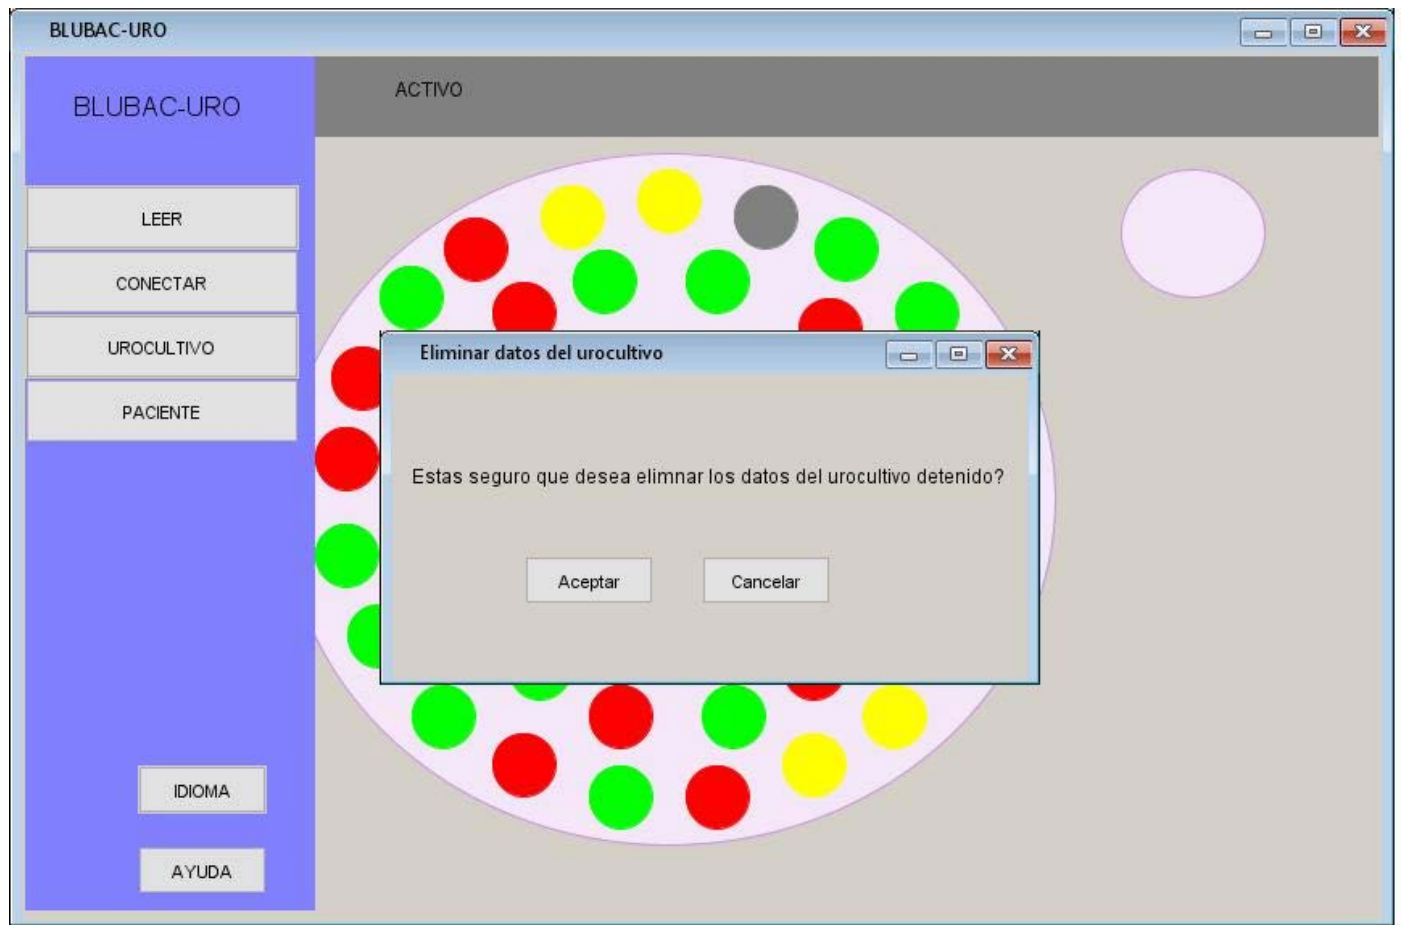 BLUBAC-URO
BLUBAC-URO
ACTIVO
LEER
CONECTAR
UROCULTIVO
PACIENTE
Eliminar datos del urocultivo
Estas seguro que desea elimnar los datos del urocultivo detenido?
Aceptar
Cancelar
IDIOMA
AYUDA